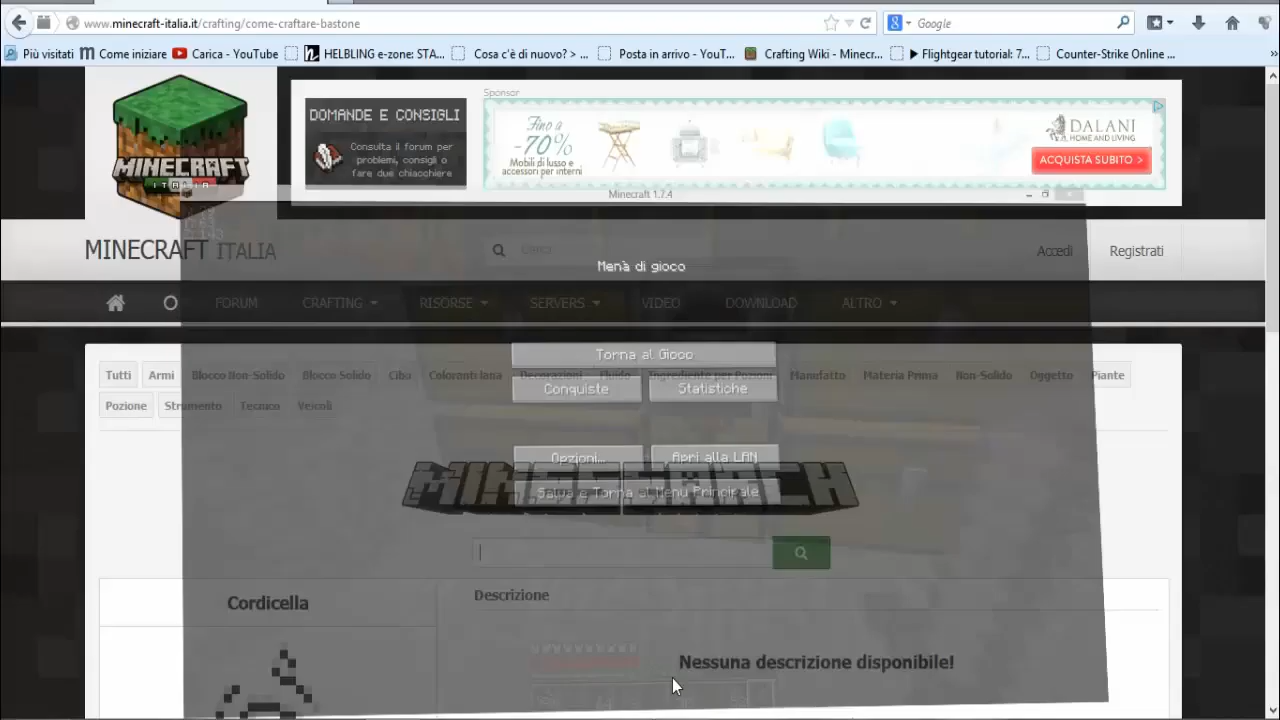 www.minecraft-italia.it/crafting/come-craftare-bastone
Google
Più visitati
Come iniziare
Carica - YouTube
HELBLING e-zone: STA...
Cosa c'è di nuovo? > ...
Posta in arrivo - YouT...
Crafting Wiki - Minecr...
Flightgear tutorial: 7...
Counter-Strike Online ...
MINECRAFT
ITALIA
DOMANDE E CONSIGLI
Consulta il forum per
problemi, consigli o
fare due chiacchiere
Sponsor
Fino a
-70%
Mobili di lusso e
accessori per interni
DALANI
HOME AND LIVING
ACQUISTA SUBITO >
Minecraft 1.7.4
MINECRAFT ITALIA
Cerca
Accedi
Registrati
Menà di gioco
FORUM
CRAFTING
RISORSE
SERVERS
VIDEO
DOWNLOAD
ALTRO
Torna al Gioco
Tutti
Armi
Blocco Non-Solido
Blocco Solido
Cibo
Coloranti lana
Decorazioni
Fluido
Ingrediente per Pozioni
Manufatto
Materia Prima
Non-Solido
Oggetto
Piante
Conquiste
Statistiche
Pozione
Strumento
Tecnico
Veicoli
Opzioni...
Apri alla LAN
MINESEARCH
Salva e Torna al Menu Principale
Cordicella
Descrizione
Nessuna descrizione disponibile!